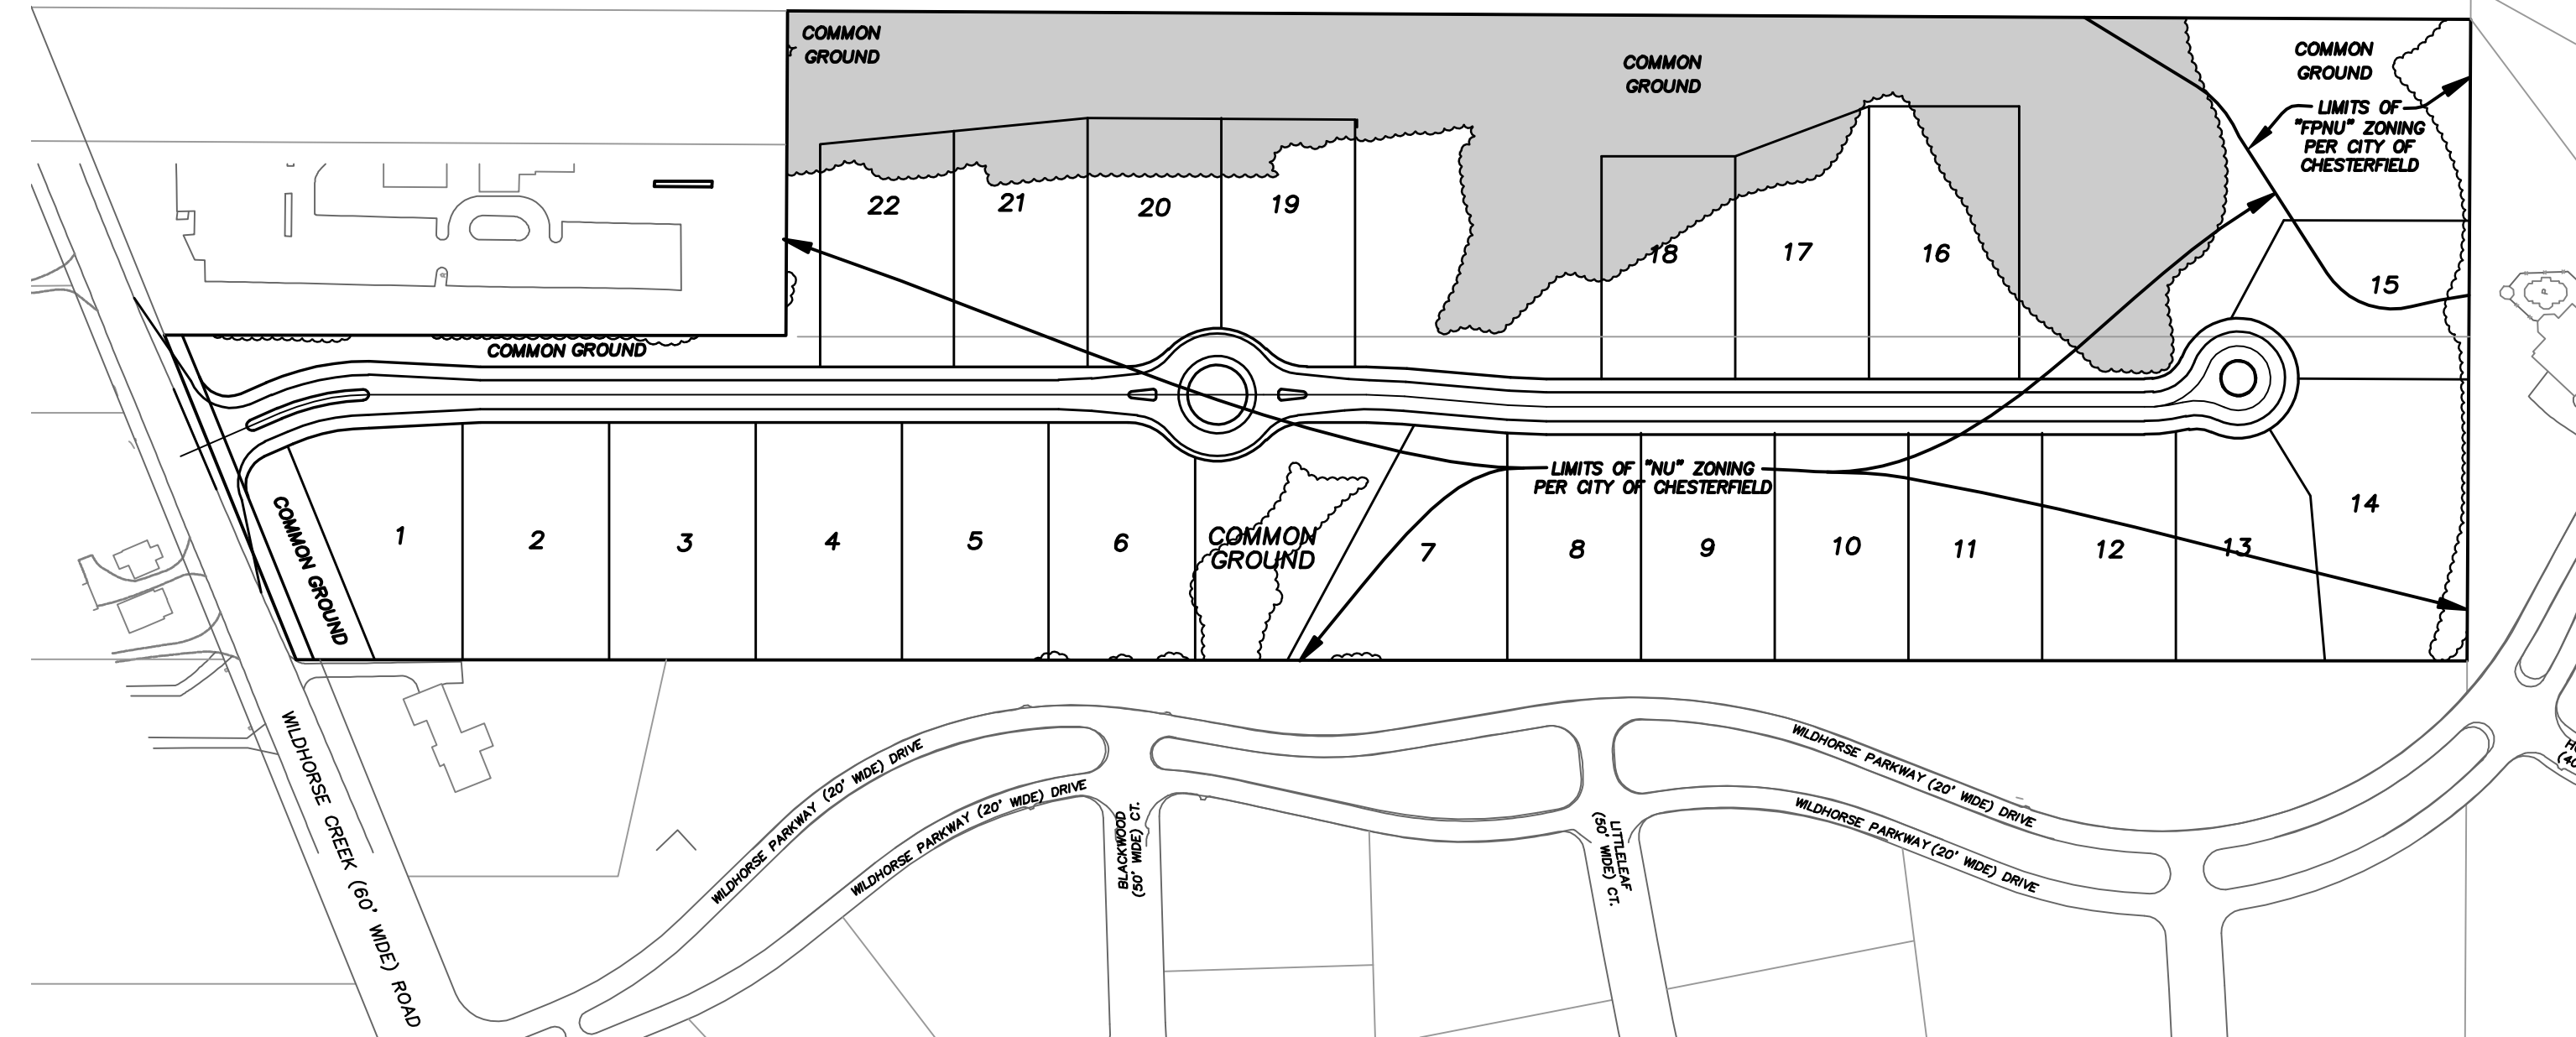 COMMON
GROUND
COMMON
GROUND
COMMON
GROUND
LIMITS OF
"FPNU" ZONING
PER CITY OF
CHESTERFIELD
22
21
20
19
18
17
16
15
COMMON GROUND
LIMITS OF "NU" ZONING
PER CITY OF CHESTERFIELD
COMMON GROUND
1
2
3
4
5
6
COMMON
GROUND
7
8
9
10
11
12
13
14
WILDHORSE CREEK (60' WIDE) ROAD
WILDHORSE PARKWAY (20' WIDE) DRIVE
WILDHORSE PARKWAY (20' WIDE) DRIVE
BLACKWOOD CT.
(50' WIDE)
LITTLELEAF CT.
(50' WIDE)
WILDHORSE PARKWAY (20' WIDE) DRIVE
WILDHORSE PARKWAY (20' WIDE) DRIVE